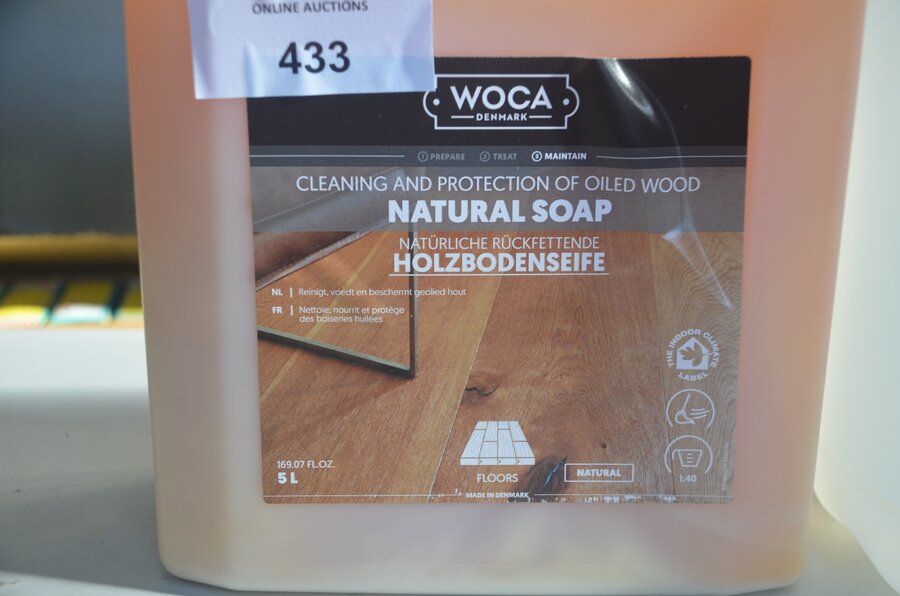 ONLINE AUCTIONS
433
WOCA
DENMARK
1 PREPARE 2 TREAT 3 MAINTAIN
CLEANING AND PROTECTION OF OILED WOOD
NATURAL SOAP
NATÜRLICHE RÜCKFETTENDE
HOLZBODENSEIFE
NL | Reinigt, voedt en beschermt geolied hout
FR | Nettoie, nourrit et protège
des boiseries huilées
THE INDOOR CLIMATE
LABEL
169.07 FL.OZ.
5 L
FLOORS
NATURAL
1:40
MADE IN DENMARK